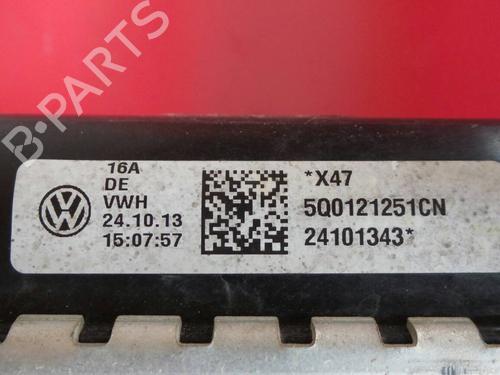 B-PARTS
16A
DE
VWH
24.10.13
15:07:57
*X47
5Q0121251CN
24101343*